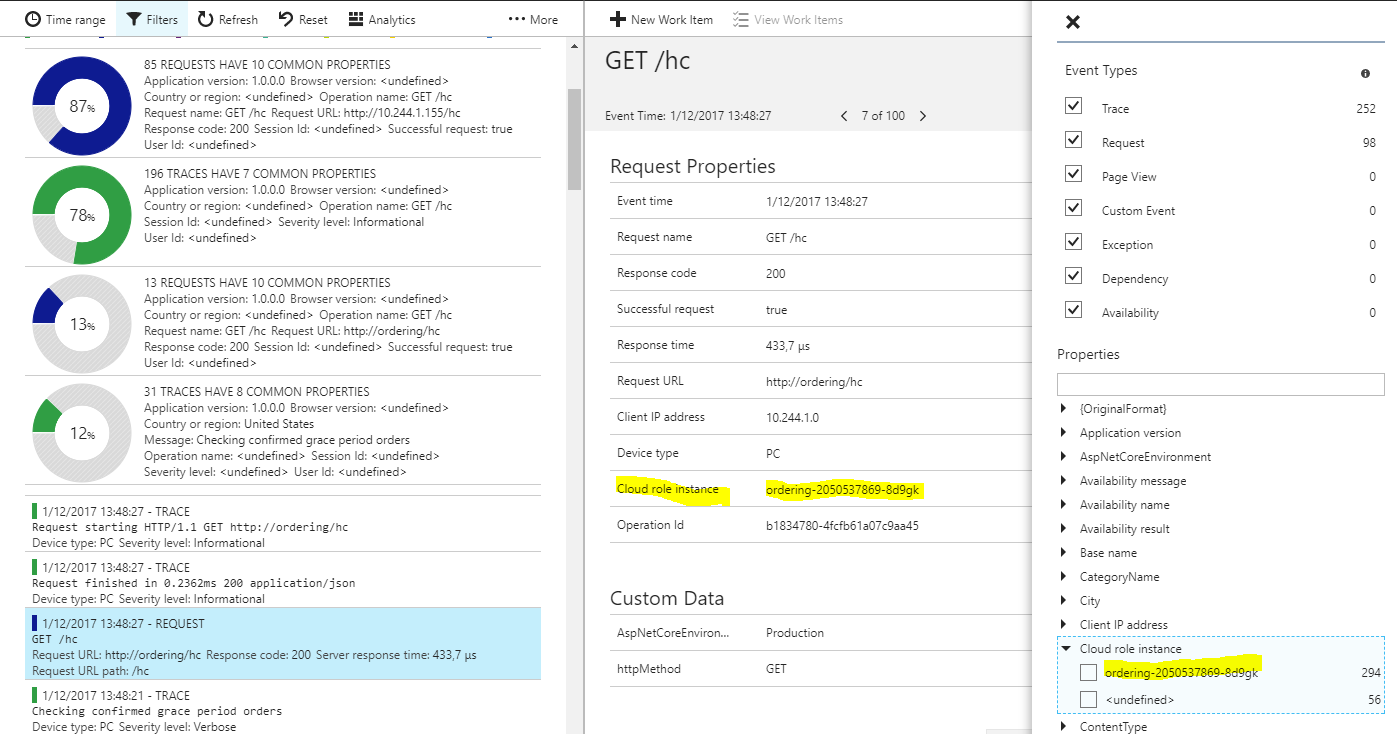 Time range Filters Refresh Reset Analytics ••• More
87%
85 REQUESTS HAVE 10 COMMON PROPERTIES
Application version: 1.0.0.0 Browser version: <undefined>
Country or region: <undefined> Operation name: GET /hc
Request name: GET /hc Request URL: http://10.244.1.155/hc
Response code: 200 Session Id: <undefined> Successful request: true
User Id: <undefined>
78%
196 TRACES HAVE 7 COMMON PROPERTIES
Application version: 1.0.0.0 Browser version: <undefined>
Country or region: <undefined> Operation name: GET /hc
Session Id: <undefined> Severity level: Informational
User Id: <undefined>
13%
13 REQUESTS HAVE 10 COMMON PROPERTIES
Application version: 1.0.0.0 Browser version: <undefined>
Country or region: <undefined> Operation name: GET /hc
Request name: GET /hc Request URL: http://ordering/hc
Response code: 200 Session Id: <undefined> Successful request: true
User Id: <undefined>
12%
31 TRACES HAVE 8 COMMON PROPERTIES
Application version: 1.0.0.0 Browser version: <undefined>
Country or region: United States
Message: Checking confirmed grace period orders
Operation name: <undefined> Session Id: <undefined>
Severity level: <undefined> User Id: <undefined>
1/12/2017 13:48:27 - TRACE
Request starting HTTP/1.1 GET http://ordering/hc
Device type: PC Severity level: Informational
1/12/2017 13:48:27 - TRACE
Request finished in 0.2362ms 200 application/json
Device type: PC Severity level: Informational
1/12/2017 13:48:27 - REQUEST
GET /hc
Request URL: http://ordering/hc Response code: 200 Server response time: 433,7 µs
Request URL path: /hc
1/12/2017 13:48:21 - TRACE
Checking confirmed grace period orders
Device type: PC Severity level: Verbose
New Work Item View Work Items
GET /hc
Event Time: 1/12/2017 13:48:27 7 of 100
Request Properties
Event time 1/12/2017 13:48:27
Request name GET /hc
Response code 200
Successful request true
Response time 433,7 µs
Request URL http://ordering/hc
Client IP address 10.244.1.0
Device type PC
Cloud role instance ordering-2050537869-8d9gk
Operation Id b1834780-4fcfb61a07c9aa45
Custom Data
AspNetCoreEnviron... Production
httpMethod GET
Event Types
Trace 252
Request 98
Page View 0
Custom Event 0
Exception 0
Dependency 0
Availability 0
Properties
{OriginalFormat}
Application version
AspNetCoreEnvironment
Availability message
Availability name
Availability result
Base name
CategoryName
City
Client IP address
Cloud role instance
ordering-2050537869-8d9gk 294
<undefined> 56
ContentType